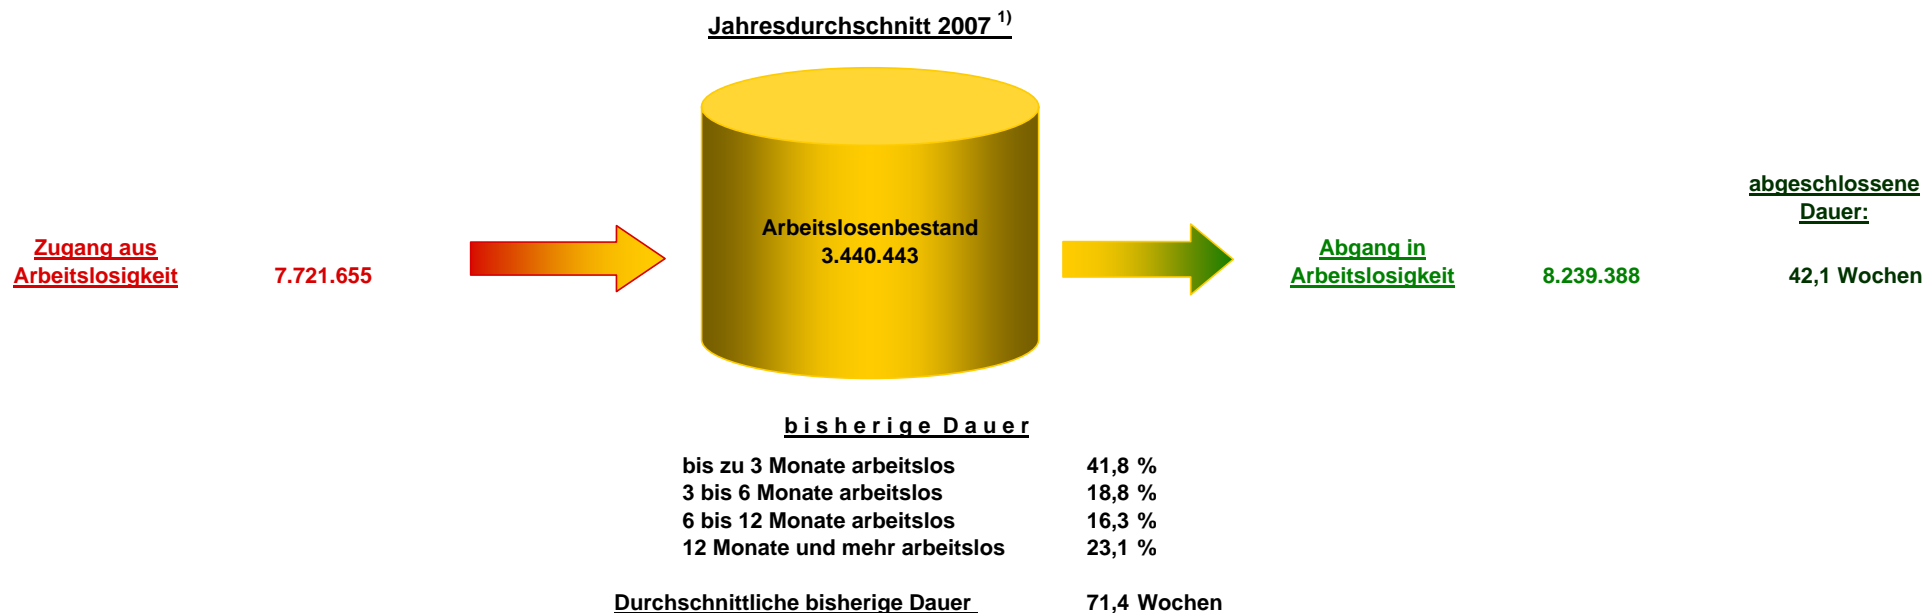 Jahresdurchschnitt 2007 1)
Arbeitslosenbestand
3.440.443
Zugang aus
Arbeitslosigkeit 7.721.655
Abgang in
Arbeitslosigkeit 8.239.388
abgeschlossene
Dauer:
42,1 Wochen
bisherige Dauer
bis zu 3 Monate arbeitslos 41,8 %
3 bis 6 Monate arbeitslos 18,8 %
6 bis 12 Monate arbeitslos 16,3 %
12 Monate und mehr arbeitslos 23,1 %
Durchschnittliche bisherige Dauer 71,4 Wochen